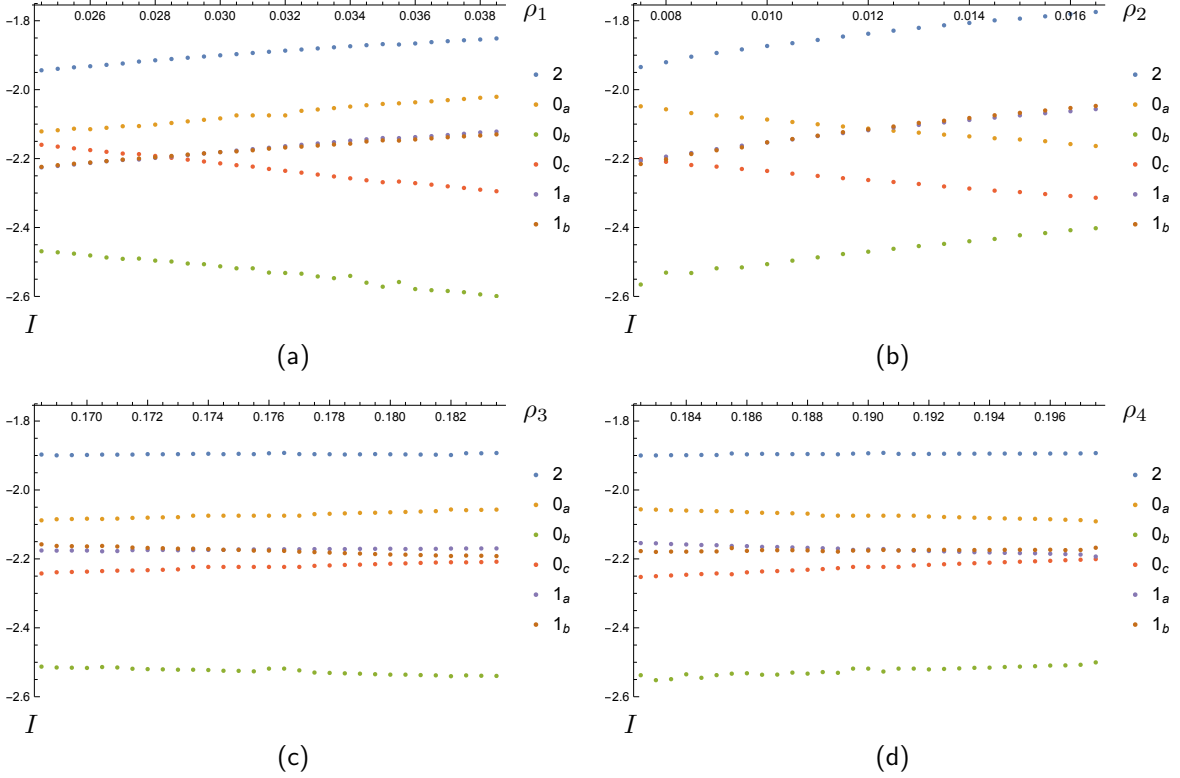 0.026 0.028 0.030 0.032 0.034 0.036 0.038 ρ1
-1.8
-2.0
-2.2
-2.4
-2.6
I
2
0a
0b
0c
1a
1b
(a)
0.008 0.010 0.012 0.014 0.016 ρ2
-1.8
-2.0
-2.2
-2.4
-2.6
I
2
0a
0b
0c
1a
1b
(b)
0.170 0.172 0.174 0.176 0.178 0.180 0.182 ρ3
-1.8
-2.0
-2.2
-2.4
-2.6
I
2
0a
0b
0c
1a
1b
(c)
0.184 0.186 0.188 0.190 0.192 0.194 0.196 ρ4
-1.8
-2.0
-2.2
-2.4
-2.6
I
2
0a
0b
0c
1a
1b
(d)